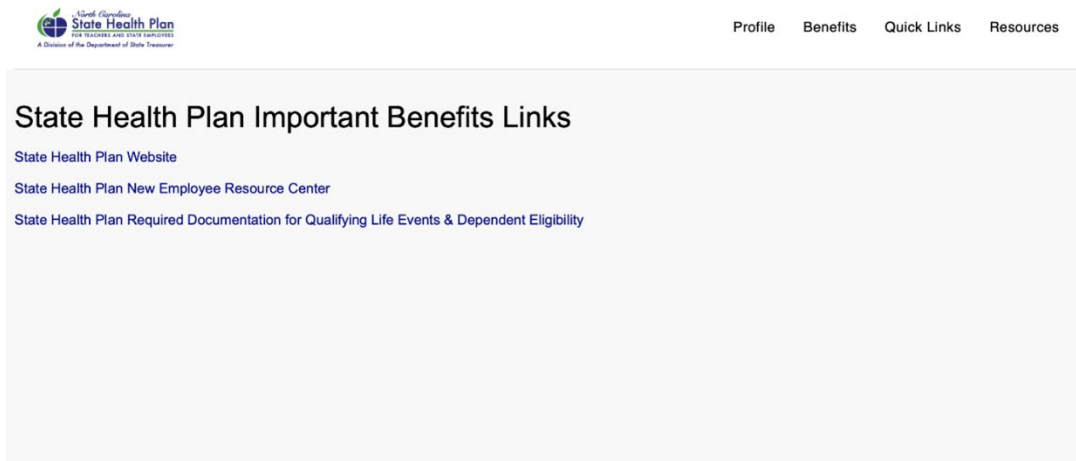 North Carolina
State Health Plan
FOR TEACHERS AND STATE EMPLOYEES
A Division of the Department of State Treasurer
Profile Benefits Quick Links Resources
State Health Plan Important Benefits Links
State Health Plan Website
State Health Plan New Employee Resource Center
State Health Plan Required Documentation for Qualifying Life Events & Dependent Eligibility